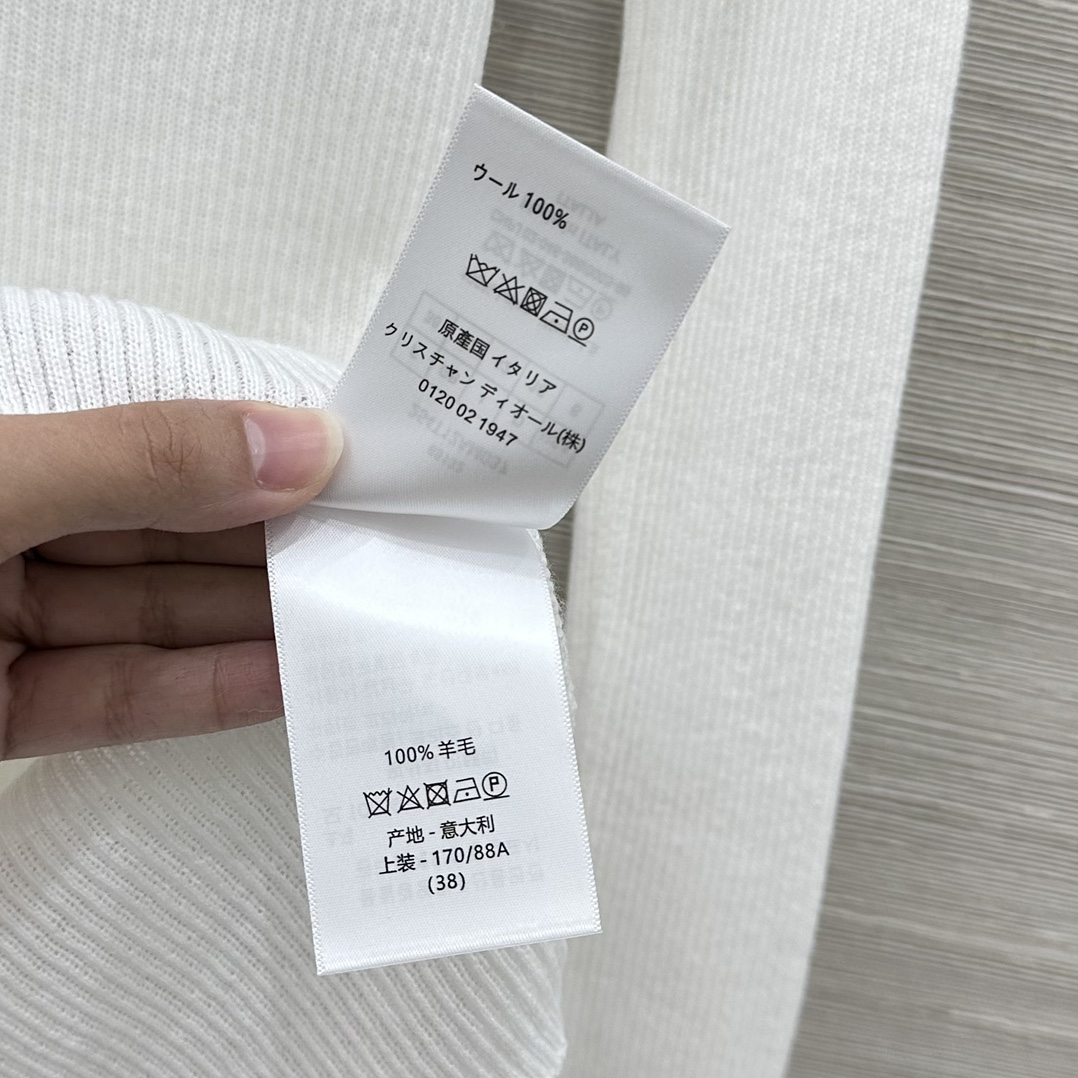 ウール 100%
原産国 イタリア
クリスチャン ディオール(株)
0120 02 1947
100% 羊毛
产地 - 意大利
上装 - 170/88A
(38)